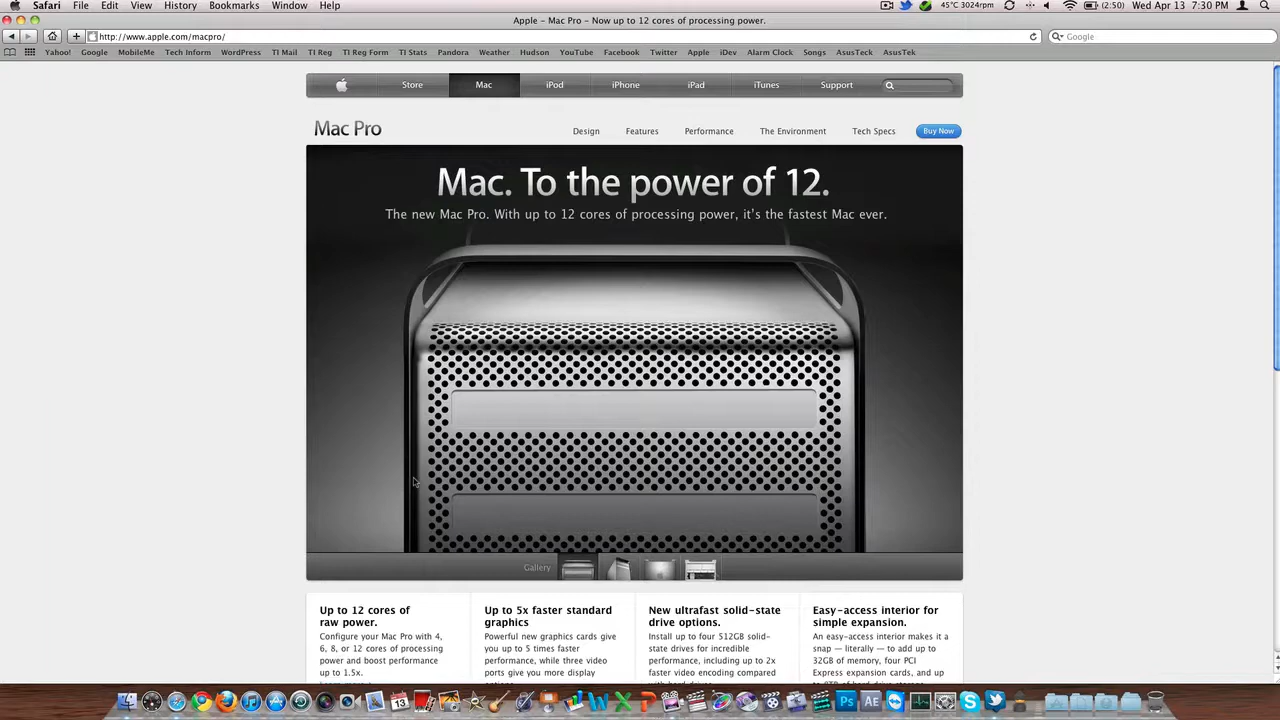 Safari File Edit View History Bookmarks Window Help 45°C 3024rpm (2:50) Wed Apr 13 7:30 PM
Apple – Mac Pro – Now up to 12 cores of processing power.
http://www.apple.com/macpro/ Google
Yahoo! Google MobileMe Tech Inform WordPress TI Mail TI Reg TI Reg Form TI Stats Pandora Weather Hudson YouTube Facebook Twitter Apple iDev Alarm Clock Songs AsusTeck AsusTek
Store Mac iPod iPhone iPad iTunes Support
Mac Pro Design Features Performance The Environment Tech Specs Buy Now
Mac. To the power of 12.
The new Mac Pro. With up to 12 cores of processing power, it's the fastest Mac ever.
Gallery
Up to 12 cores of
raw power.
Configure your Mac Pro with 4,
6, 8, or 12 cores of processing
power and boost performance
up to 1.5x.
Up to 5x faster standard
graphics
Powerful new graphics cards give
you up to 5 times faster
performance, while three video
ports give you more display
New ultrafast solid-state
drive options.
Install up to four 512GB solid-
state drives for incredible
performance, including up to 2x
faster video encoding compared
Easy-access interior for
simple expansion.
An easy-access interior makes it a
snap — literally — to add up to
32GB of memory, four PCI
Express expansion cards, and up
13
Ps AE